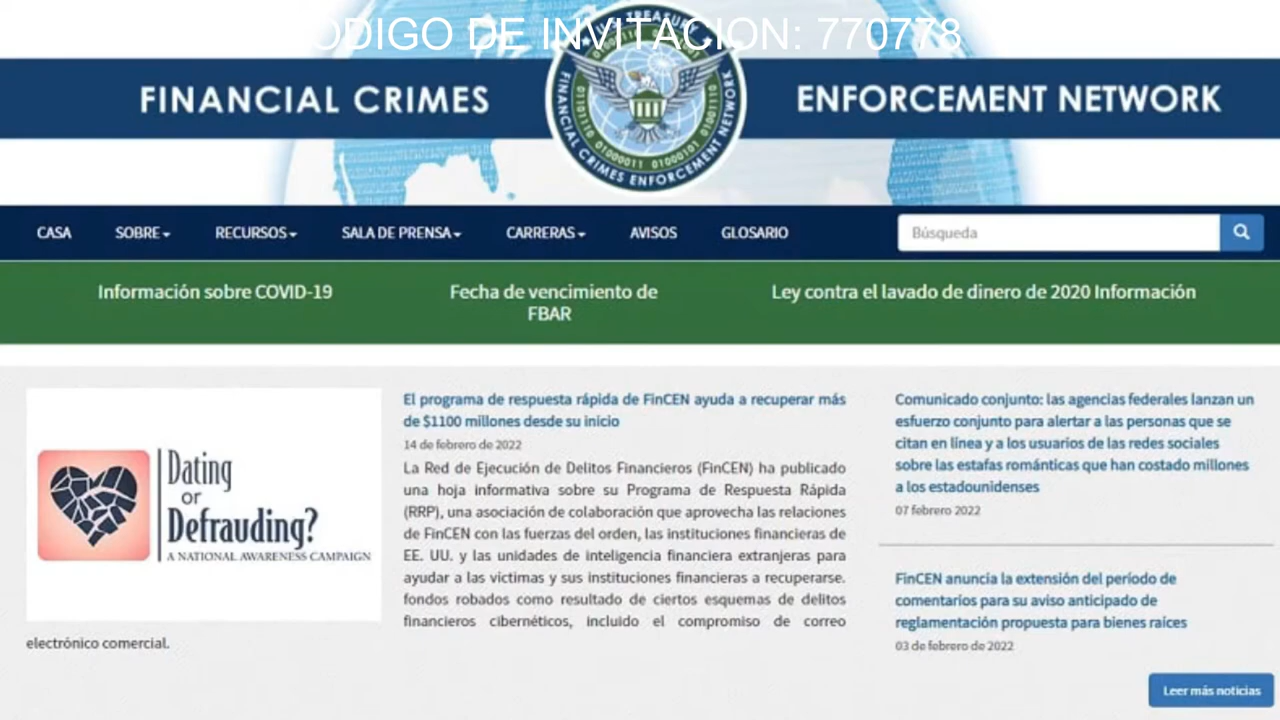 ODIGO DE INVITACION: 770778
FINANCIAL CRIMES
ENFORCEMENT NETWORK
U.S. TREASURY
FINANCIAL CRIMES ENFORCEMENT NETWORK
01101110 01000011 01000101 01001110
CASA
SOBRE
RECURSOS
SALA DE PRENSA
CARRERAS
AVISOS
GLOSARIO
Búsqueda
Información sobre COVID-19
Fecha de vencimiento de
FBAR
Ley contra el lavado de dinero de 2020 Información
Dating
or
Defrauding?
A NATIONAL AWARENESS CAMPAIGN
El programa de respuesta rápida de FinCEN ayuda a recuperar más
de $1100 millones desde su inicio
14 de febrero de 2022
La Red de Ejecución de Delitos Financieros (FinCEN) ha publicado
una hoja informativa sobre su Programa de Respuesta Rápida
(RRP), una asociación de colaboración que aprovecha las relaciones
de FinCEN con las fuerzas del orden, las instituciones financieras de
EE. UU. y las unidades de inteligencia financiera extranjeras para
ayudar a las víctimas y sus instituciones financieras a recuperarse.
fondos robados como resultado de ciertos esquemas de delitos
financieros cibernéticos, incluido el compromiso de correo
electrónico comercial.
Comunicado conjunto: las agencias federales lanzan un
esfuerzo conjunto para alertar a las personas que se
citan en línea y a los usuarios de las redes sociales
sobre las estafas románticas que han costado millones
a los estadounidenses
07 febrero 2022
FinCEN anuncia la extensión del período de
comentarios para su aviso anticipado de
reglamentación propuesta para bienes raíces
03 de febrero de 2022
Leer más noticias